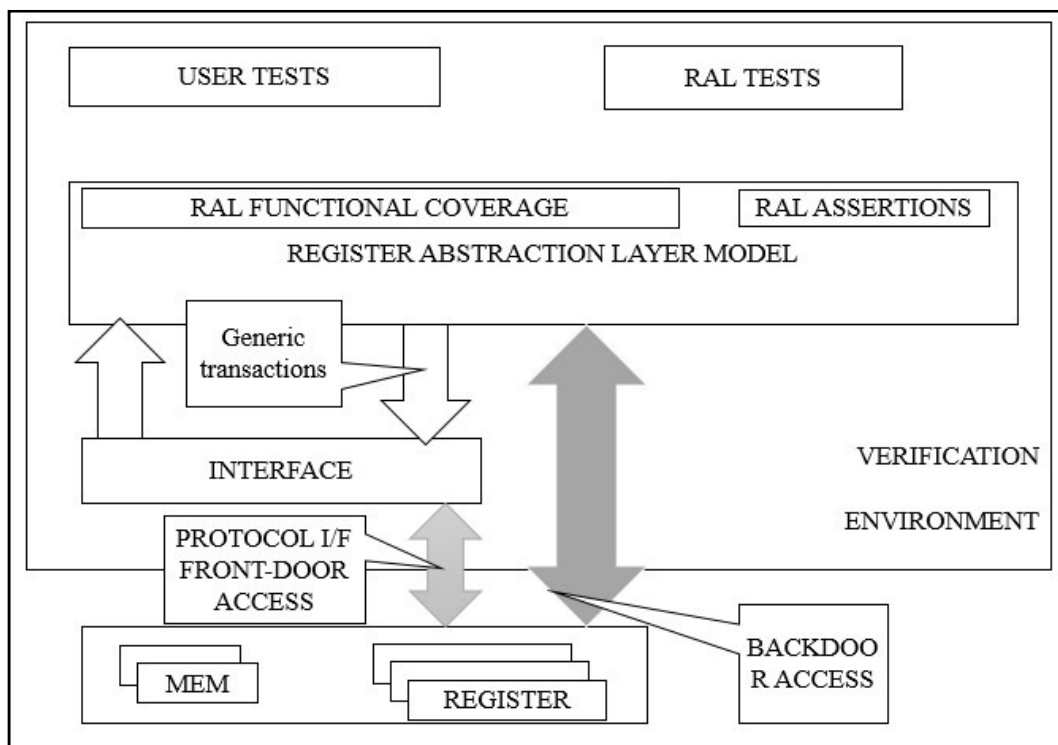 USER TESTS
RAL TESTS
RAL FUNCTIONAL COVERAGE
RAL ASSERTIONS
REGISTER ABSTRACTION LAYER MODEL
Generic
transactions
INTERFACE
VERIFICATION
ENVIRONMENT
PROTOCOL I/F
FRONT-DOOR
ACCESS
BACKDOO
R ACCESS
MEM
REGISTER